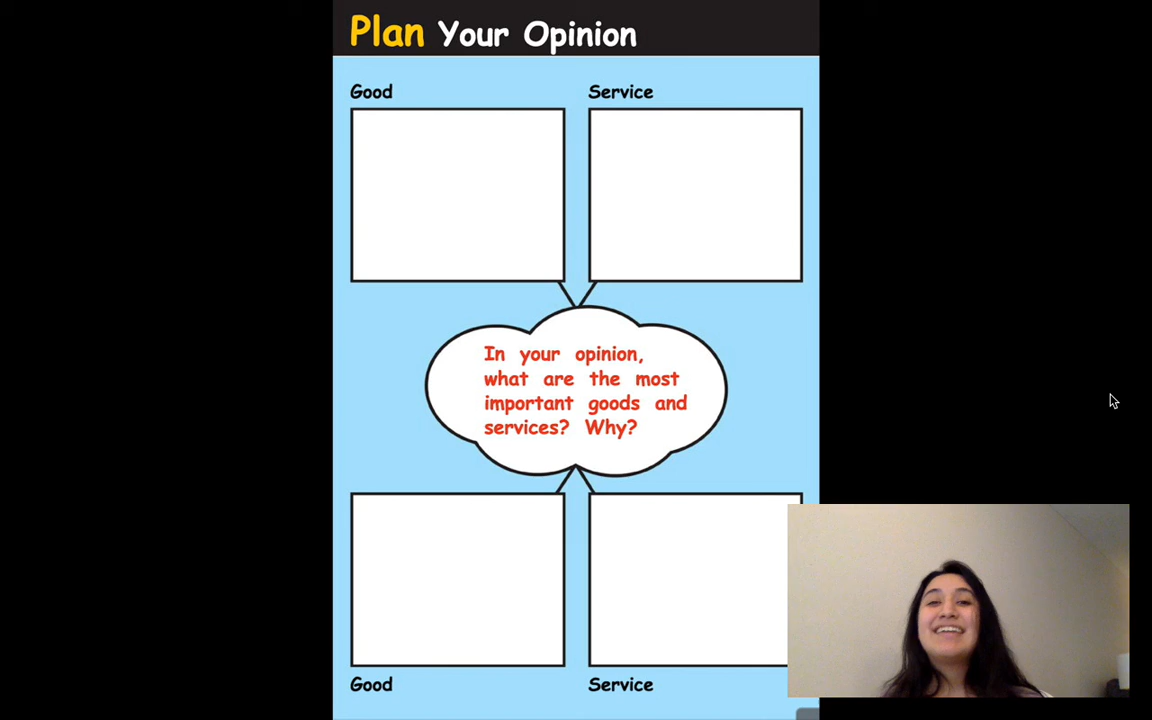 Plan Your Opinion
Good
Service
In your opinion,
what are the most
important goods and
services? Why?
Good
Service